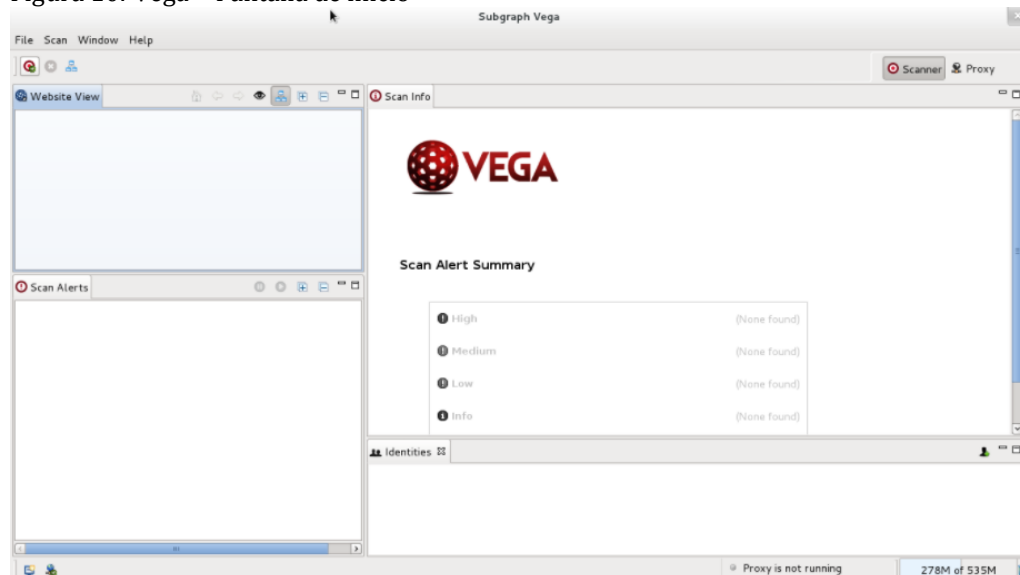 Subgraph Vega
File Scan Window Help
Scanner Proxy
Website View
Scan Info
VEGA
Scan Alert Summary
Scan Alerts
High (None found)
Medium (None found)
Low (None found)
Info (None found)
Identities
Proxy is not running 278M of 535M